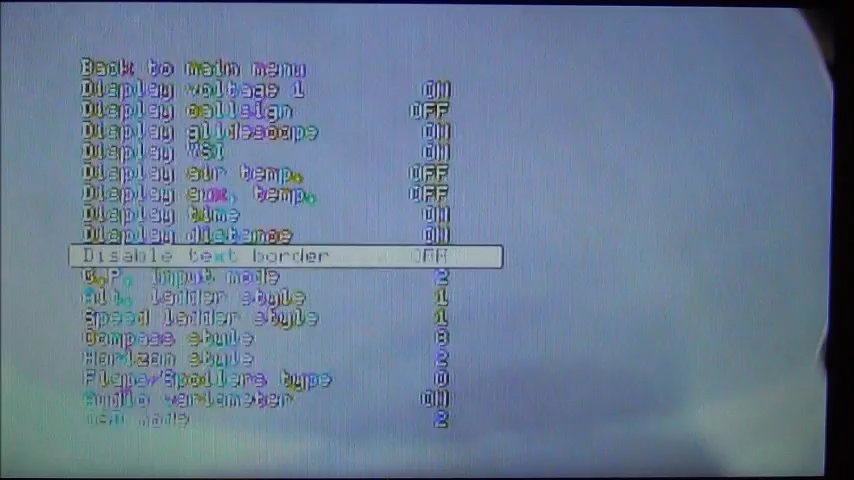 Back to main menu
Display voltage 1 ON
Display callsign OFF
Display glidescope ON
Display VSI ON
Display air temp. OFF
Display aux. temp. OFF
Display time ON
Display distance ON
Disable text border OFF
G.P. input mode 2
Alt. ladder style 1
Speed ladder style 1
Compass style 3
Horizon style 2
Flaps/Spoilers type 0
Audio variometer ON
mode 2